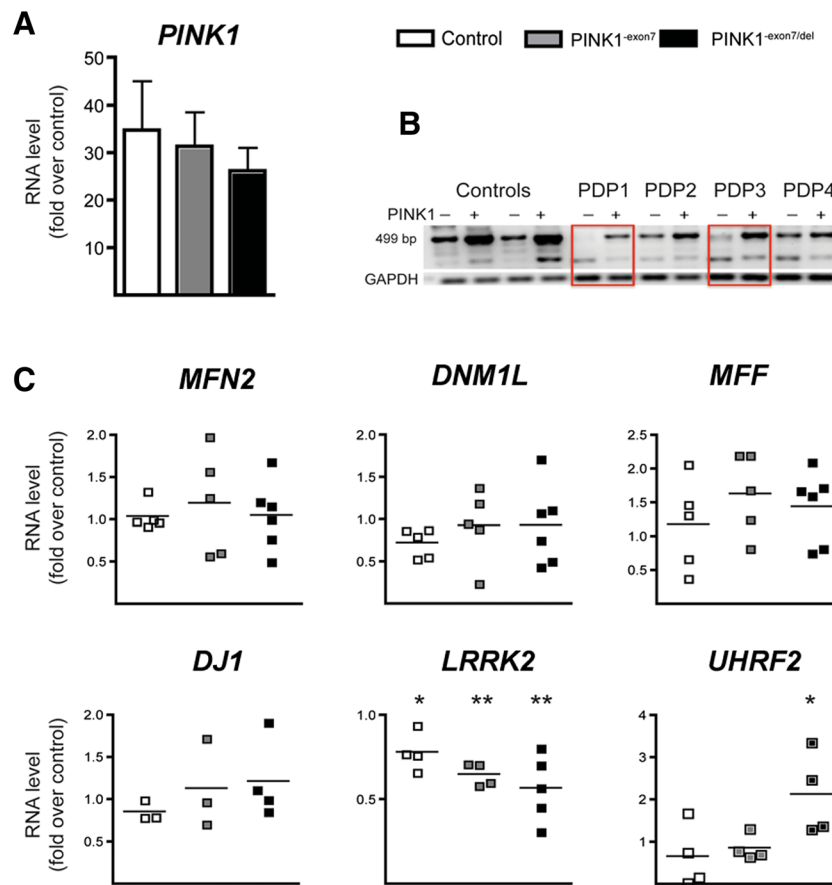 A
PINK1
Control PINK1-exon7 PINK1-exon7/del
RNA level
(fold over control)
50
40
30
20
10
B
Controls PDP1 PDP2 PDP3 PDP4
PINK1 – + – + – + – + – + – +
499 bp
GAPDH
C
MFN2 DNM1L MFF
RNA level
(fold over control)
2.0
1.5
1.0
0.5
2.0
1.5
1.0
0.5
2.5
2.0
1.5
1.0
0.5
DJ1 LRRK2 UHRF2
RNA level
(fold over control)
2.0
1.5
1.0
0.5
* ** **
1.0
0.5
*
4
3
2
1